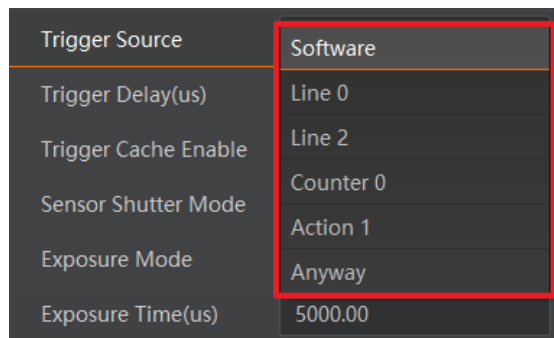 Trigger Source
Software
Trigger Delay(us)
Line 0
Line 2
Trigger Cache Enable
Counter 0
Sensor Shutter Mode
Action 1
Exposure Mode
Anyway
Exposure Time(us)
5000.00